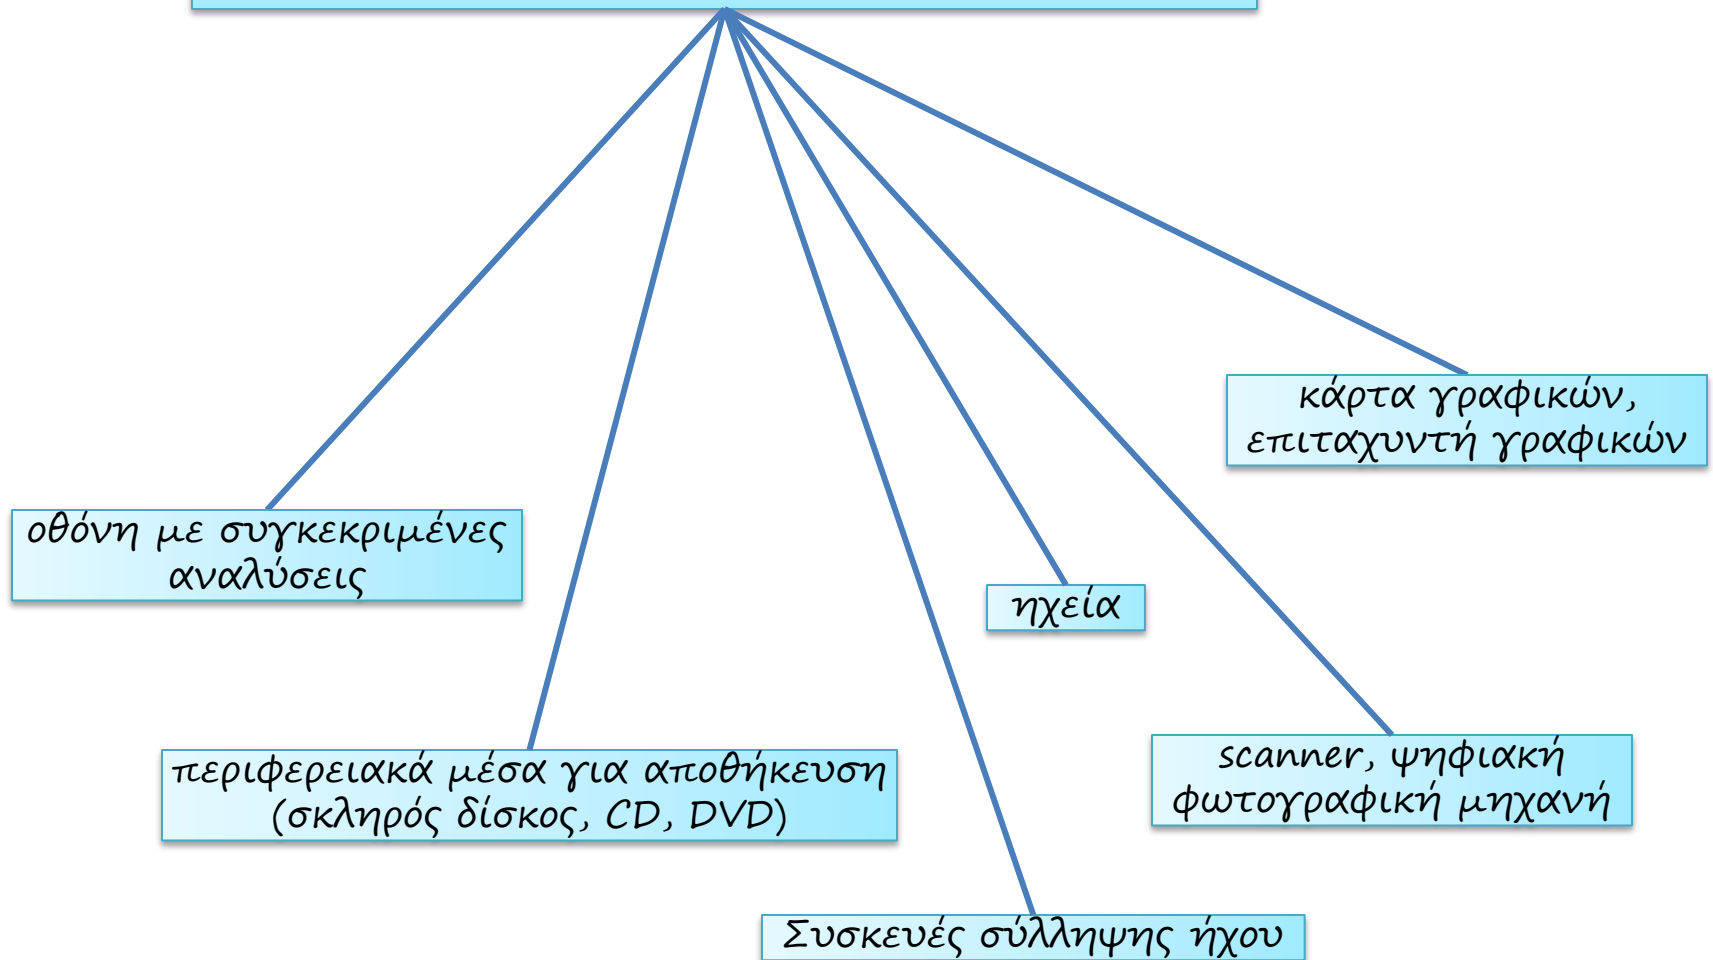 κάρτα γραφικών,
επιταχυντή γραφικών
οθόνη με συγκεκριμένες
αναλύσεις
ηχεία
περιφερειακά μέσα για αποθήκευση
(σκληρός δίσκος, CD, DVD)
scanner, ψηφιακή
φωτογραφική μηχανή
Συσκευές σύλληψης ήχου